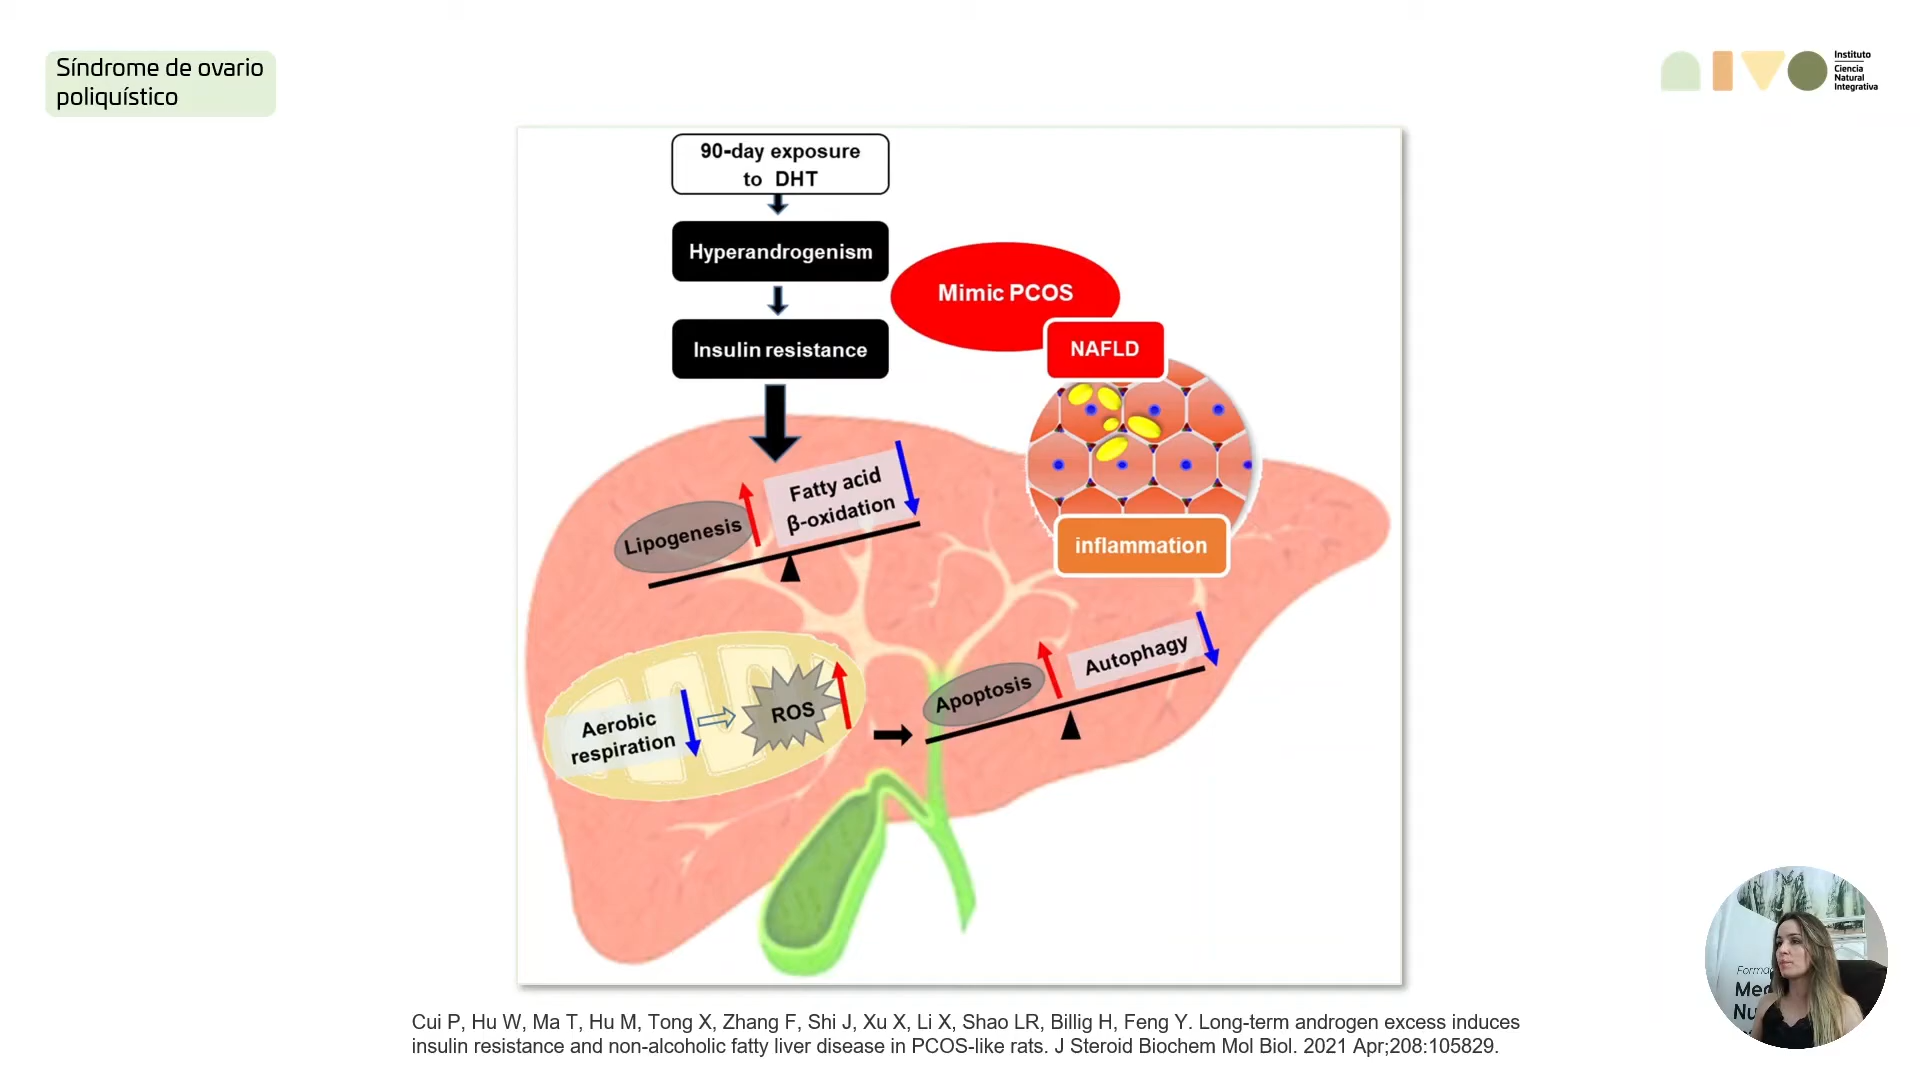 Síndrome de ovario
poliquístico
Instituto
Ciencia
Natural
Integrativa
90-day exposure
to DHT
Hyperandrogenism
Mimic PCOS
Insulin resistance
NAFLD
Fatty acid
β-oxidation
Lipogenesis
inflammation
Autophagy
Apoptosis
Aerobic
respiration
ROS
Cui P, Hu W, Ma T, Hu M, Tong X, Zhang F, Shi J, Xu X, Li X, Shao LR, Billig H, Feng Y. Long-term androgen excess induces
insulin resistance and non-alcoholic fatty liver disease in PCOS-like rats. J Steroid Biochem Mol Biol. 2021 Apr;208:105829.